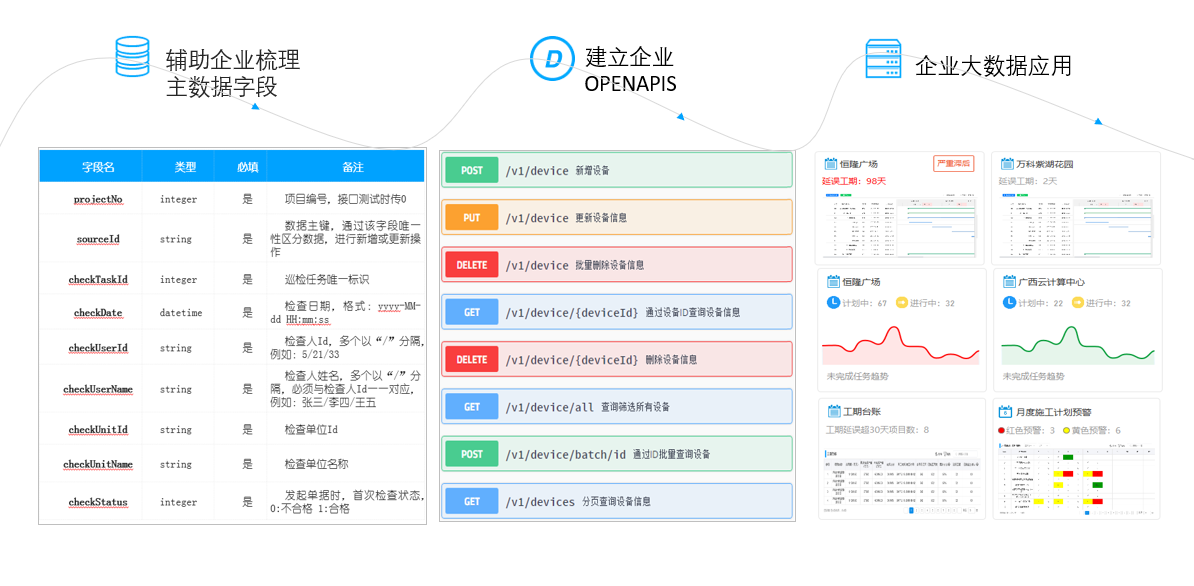 辅助企业梳理
主数据字段
建立企业
OPENAPIS
企业大数据应用
字段名 类型 必填 备注
projectNo integer 是 项目编号, 接口测试时传0
sourceId string 是 数据主键, 通过该字段唯一
性区分数据, 进行新增或更新操
作
checkTaskId integer 是 巡检任务唯一标识
checkDate datetime 是 检查日期, 格式: yyyy-MM-
dd HH:mm:ss
checkUserId string 是 检查人Id, 多个以“/”分隔,
例如: 5/21/33
checkUserName string 是 检查人姓名, 多个以“/”分
隔, 必须与检查人Id一一对应,
例如: 张三/李四/王五
checkUnitId string 是 检查单位Id
checkUnitName string 是 检查单位名称
checkStatus integer 是 发起单据时, 首次检查状态,
0:不合格 1:合格
POST /v1/device 新增设备
PUT /v1/device 更新设备信息
DELETE /v1/device 批量删除设备信息
GET /v1/device/{deviceId} 通过设备ID查询设备信息
DELETE /v1/device/{deviceId} 删除设备信息
GET /v1/device/all 查询筛选所有设备
POST /v1/device/batch/id 通过ID批量查询设备
GET /v1/devices 分页查询设备信息
恒隆广场 严重滞后
延误工期: 98天
万科紫湖花园
延误工期: 2天
恒隆广场
计划中: 67 进行中: 32
未完成任务趋势
广西云计算中心
计划中: 22 进行中: 32
未完成任务趋势
工期台账
工期延误超30天项目数: 8
月度施工计划预警
红色预警: 3 黄色预警: 6